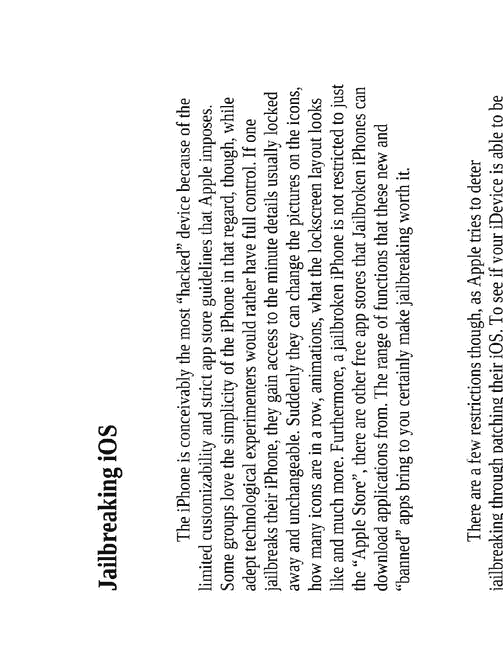 Jailbreaking iOS
The iPhone is conceivably the most “hacked” device because of the
limited customizability and strict app store guidelines that Apple imposes.
Some groups love the simplicity of the iPhone in that regard, though, while
adept technological experimenters would rather have full control. If one
jailbreaks their iPhone, they gain access to the minute details usually locked
away and unchangeable. Suddenly they can change the pictures on the icons,
how many icons are in a row, animations, what the lockscreen layout looks
like and much more. Furthermore, a jailbroken iPhone is not restricted to just
the “Apple Store”, there are other free app stores that Jailbroken iPhones can
download applications from. The range of functions that these new and
“banned” apps bring to you certainly make jailbreaking worth it.
There are a few restrictions though, as Apple tries to deter
jailbreaking through patching their iOS. To see if your iDevice is able to be